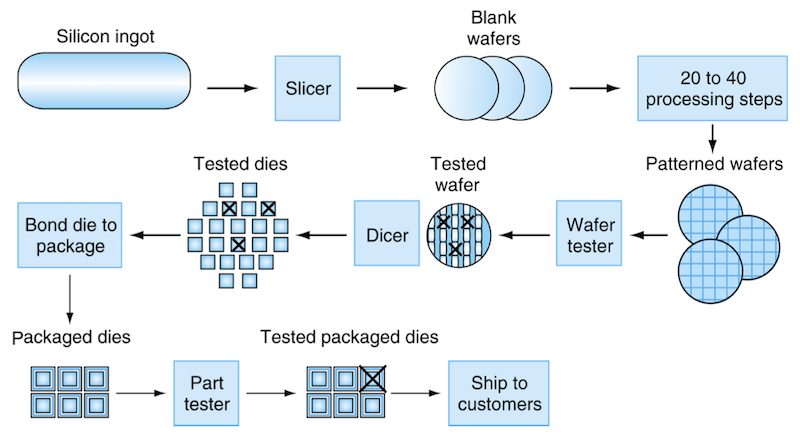 Silicon ingot
Slicer
Blank
wafers
20 to 40
processing steps
Patterned wafers
Wafer
tester
Tested
wafer
Dicer
Tested dies
Bond die to
package
Packaged dies
Part
tester
Tested packaged dies
Ship to
customers